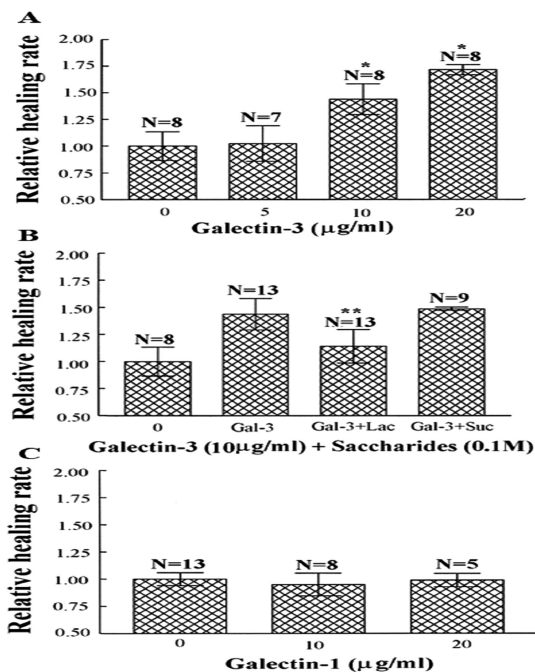 A
Relative healing rate
2.00
1.75
1.50
1.25
1.00
0.75
0.50
N=8
N=7
*
N=8
*
N=8
0 5 10 20
Galectin-3 (μg/ml)
B
Relative healing rate
2.00
1.75
1.50
1.25
1.00
0.75
0.50
N=8
N=13
**
N=13
N=9
0 Gal-3 Gal-3+Lac Gal-3+Suc
Galectin-3 (10μg/ml) + Saccharides (0.1M)
C
Relative healing rate
2.00
1.75
1.50
1.25
1.00
0.75
0.50
N=13
N=8
N=5
0 10 20
Galectin-1 (μg/ml)